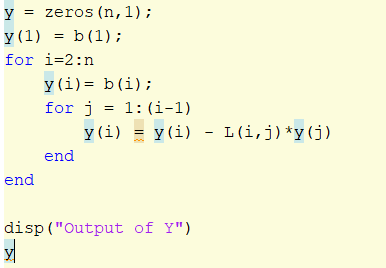 y = zeros(n,1);
y(1) = b(1);
for i=2:n
    y(i)= b(i);
    for j = 1:(i-1)
        y(i) = y(i) - L(i,j)*y(j)
    end
end

disp("Output of Y")
y